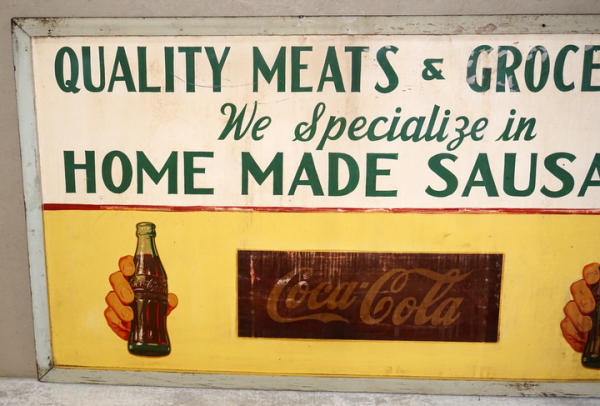 QUALITY MEATS & GROCE
We Specialize in
HOME MADE SAUSA
Coca-Cola